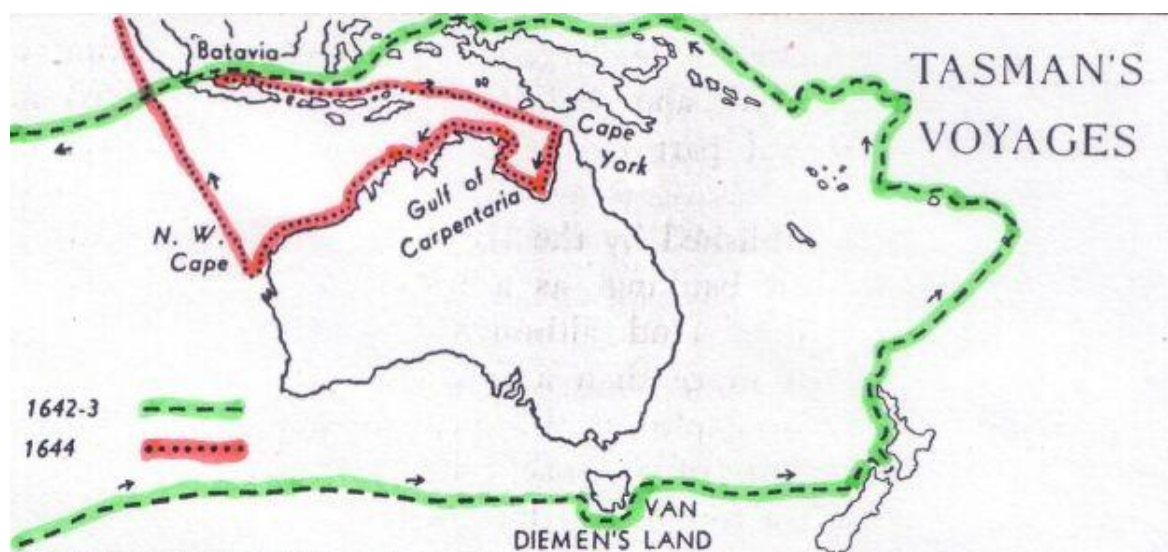 TASMAN'S
VOYAGES
Batavia
Cape
York
Gulf of
Carpentaria
N. W.
Cape
1642-3
1644
VAN
DIEMEN'S LAND